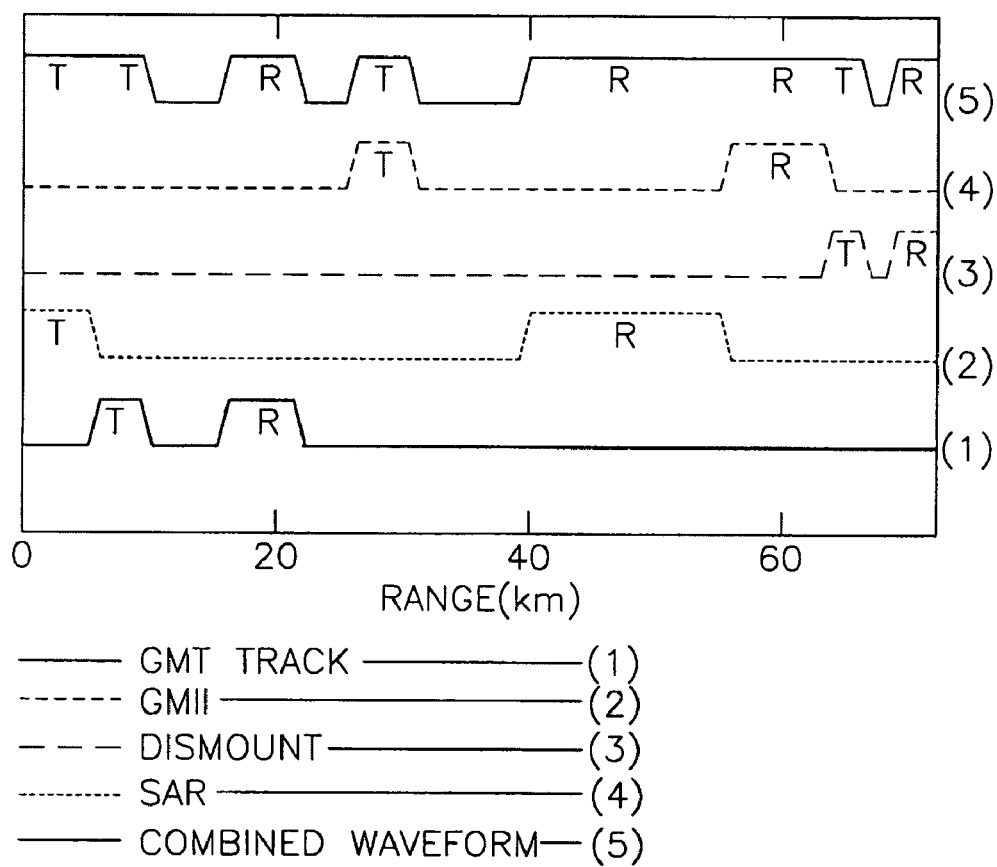 T T R T R R T R (5)
T R (4)
T R (3)
T R (2)
T R (1)
0 20 40 60
RANGE(km)
GMT TRACK (1)
GMII (2)
DISMOUNT (3)
SAR (4)
COMBINED WAVEFORM (5)